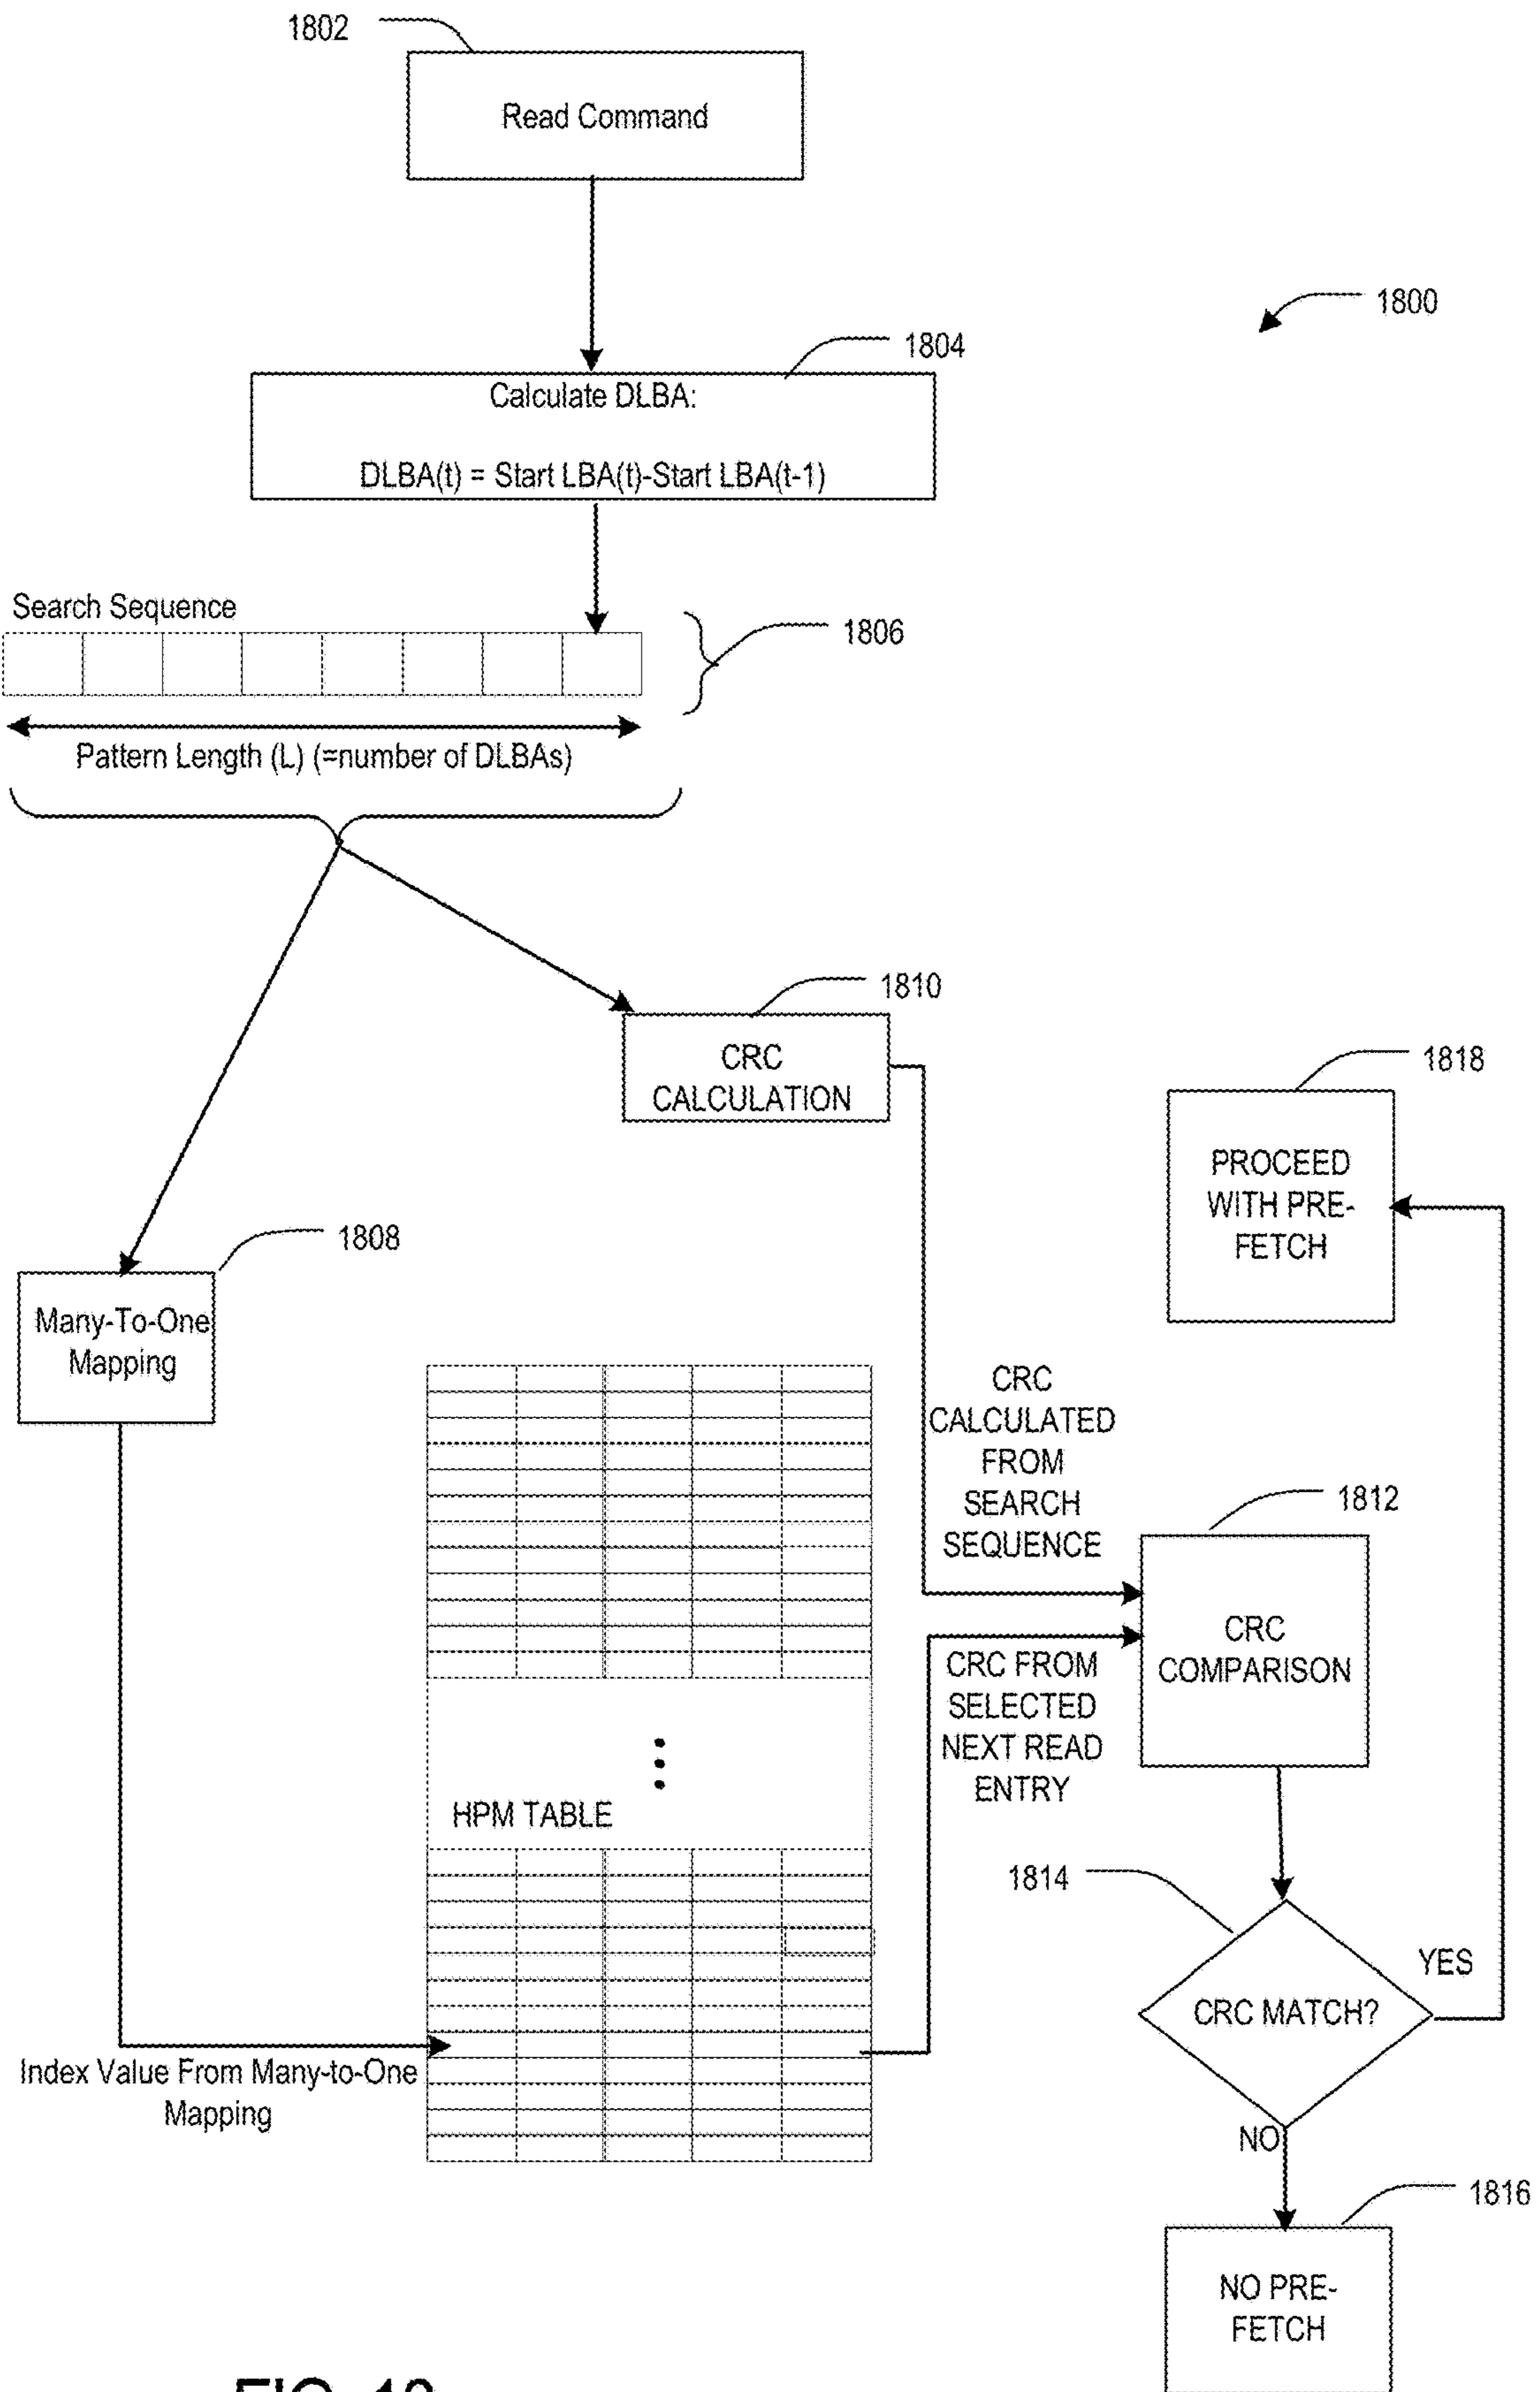 1802
Read Command
1800
1804
Calculate DLBA:
DLBA(t) = Start LBA(t)-Start LBA(t-1)
Search Sequence
1806
Pattern Length (L) (=number of DLBAs)
1810
CRC
CALCULATION
1818
PROCEED
WITH PRE-
FETCH
1808
Many-To-One
Mapping
CRC
CALCULATED
FROM
SEARCH
SEQUENCE
1812
CRC
COMPARISON
CRC FROM
SELECTED
NEXT READ
ENTRY
HPM TABLE
1814
YES
CRC MATCH?
Index Value From Many-to-One
Mapping
NO
1816
NO PRE-
FETCH